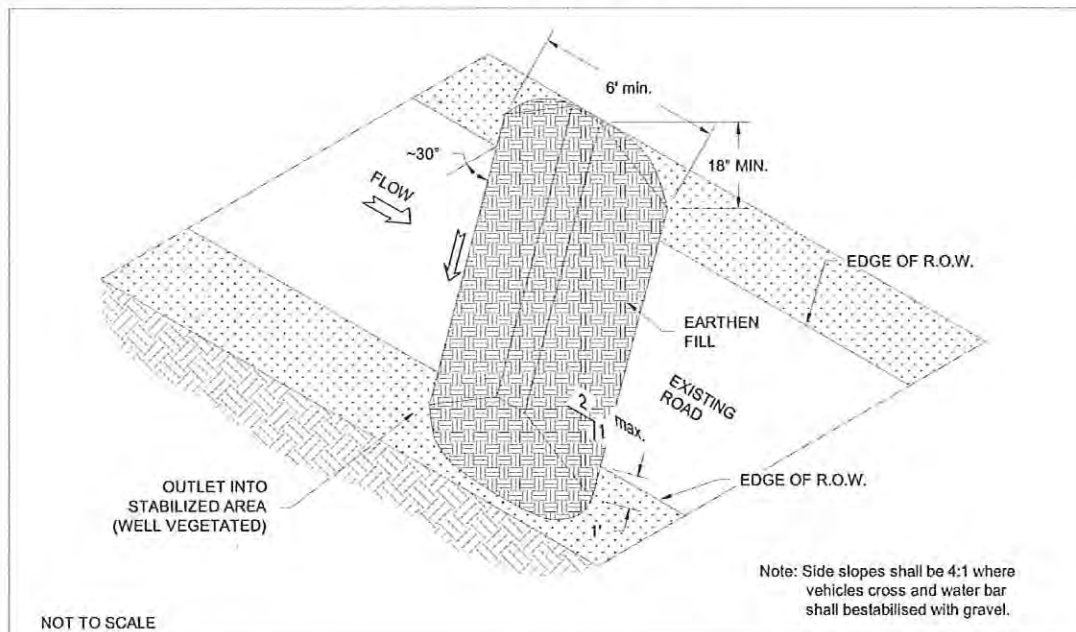 6' min.
18" MIN.
~30°
FLOW
EDGE OF R.O.W.
EARTHEN
FILL
EXISTING
ROAD
2
1
max.
EDGE OF R.O.W.
1'
OUTLET INTO
STABILIZED AREA
(WELL VEGETATED)
Note: Side slopes shall be 4:1 where
vehicles cross and water bar
shall bestabilised with gravel.
NOT TO SCALE